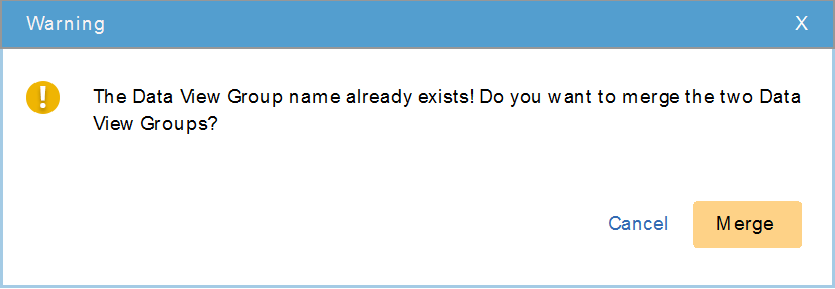 Warning X
The Data View Group name already exists! Do you want to merge the two Data
View Groups?
Cancel Merge